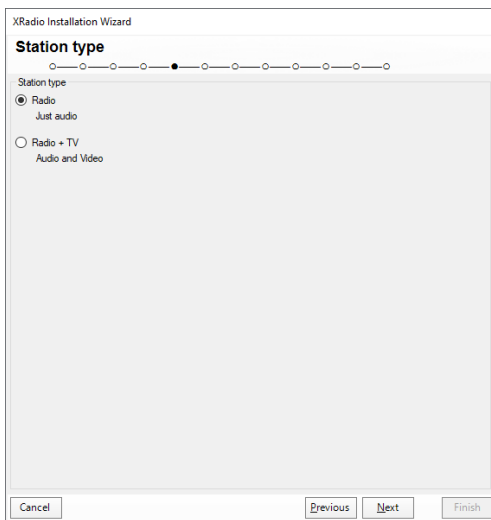 XRadio Installation Wizard
Station type
Station type
Radio
Just audio
Radio + TV
Audio and Video
Cancel
Previous
Next
Finish